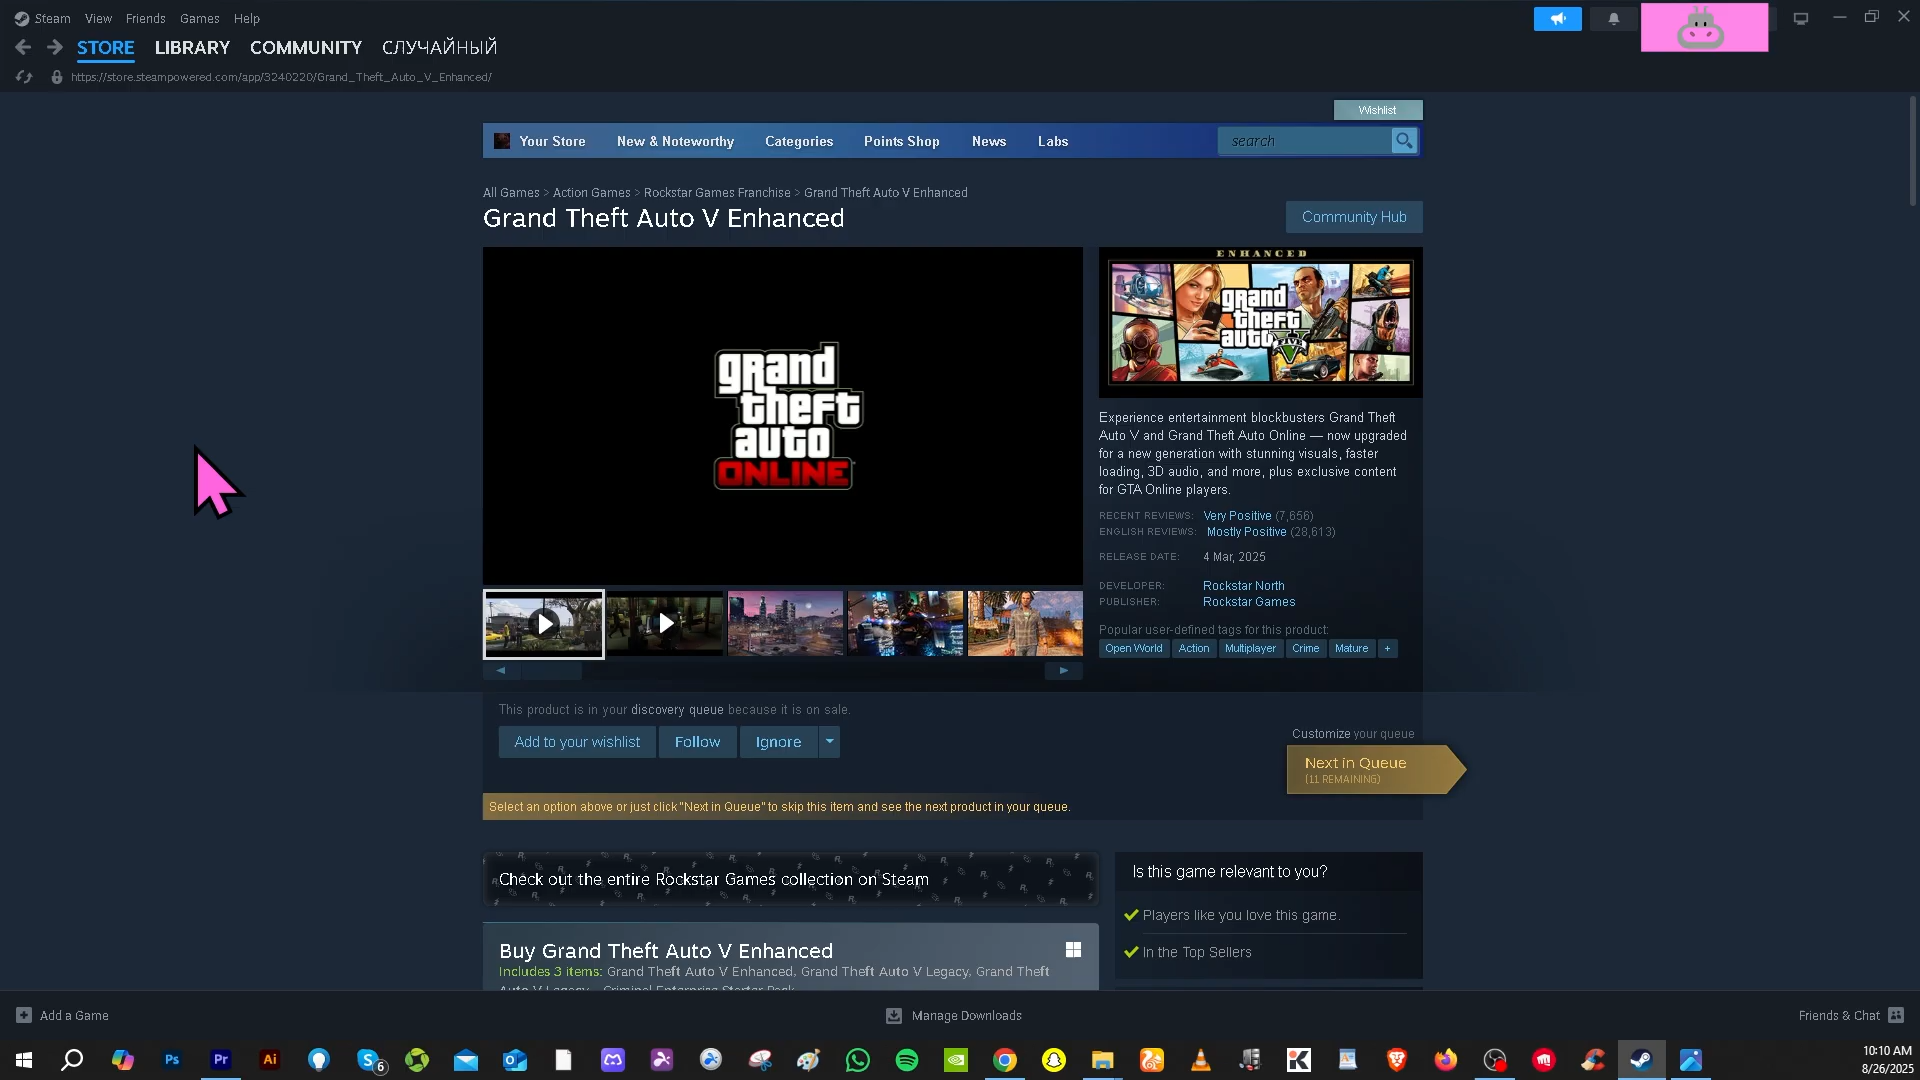 Steam View Friends Games Help
STORE LIBRARY COMMUNITY СЛУЧАЙНЫЙ
https://store.steampowered.com/app/3240220/Grand_Theft_Auto_V_Enhanced/
Wishlist
Your Store New & Noteworthy Categories Points Shop News Labs search
All Games > Action Games > Rockstar Games Franchise > Grand Theft Auto V Enhanced
Grand Theft Auto V Enhanced
Community Hub
grand
theft
auto
ONLINE
ENHANCED
grand
theft
auto
V
FIVE
Experience entertainment blockbusters Grand Theft
Auto V and Grand Theft Auto Online — now upgraded
for a new generation with stunning visuals, faster
loading, 3D audio, and more, plus exclusive content
for GTA Online players.
RECENT REVIEWS: Very Positive (7,656)
ENGLISH REVIEWS: Mostly Positive (28,613)
RELEASE DATE: 4 Mar, 2025
DEVELOPER: Rockstar North
PUBLISHER: Rockstar Games
Popular user-defined tags for this product:
Open World Action Multiplayer Crime Mature +
This product is in your discovery queue because it is on sale.
Add to your wishlist Follow Ignore
Customize your queue
Next in Queue
(11 REMAINING)
Select an option above or just click "Next in Queue" to skip this item and see the next product in your queue.
Check out the entire Rockstar Games collection on Steam
Is this game relevant to you?
Players like you love this game.
In the Top Sellers
Buy Grand Theft Auto V Enhanced
Includes 3 items: Grand Theft Auto V Enhanced, Grand Theft Auto V Legacy, Grand Theft
Auto V Legacy - Criminal Enterprise Starter Pack
Add a Game Manage Downloads Friends & Chat
Ps Pr Ai 6 K
10:10 AM
8/26/2025